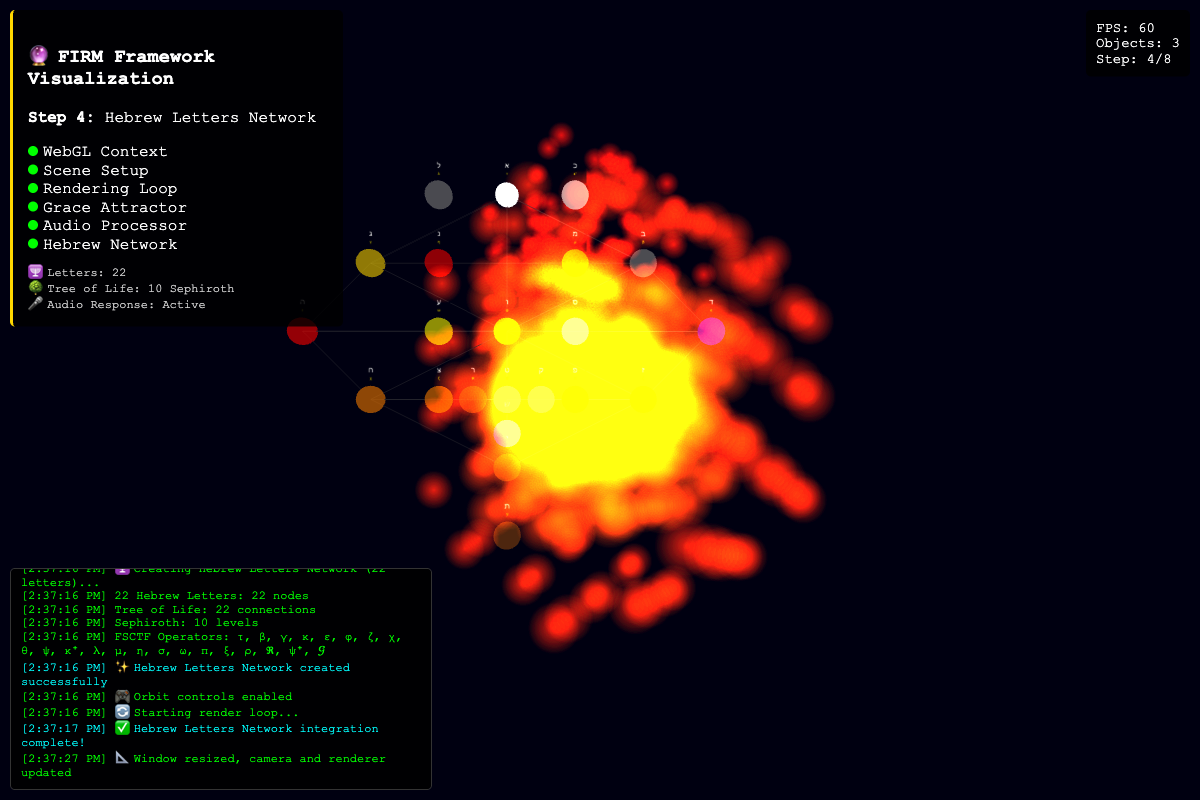 🔮 FIRM Framework
Visualization
Step 4: Hebrew Letters Network
WebGL Context
Scene Setup
Rendering Loop
Grace Attractor
Audio Processor
Hebrew Network
🕎 Letters: 22
🌳 Tree of Life: 10 Sephiroth
🎤 Audio Response: Active
FPS: 60
Objects: 3
Step: 4/8
ל א
ג
ח
ת
[2:37:16 PM] 🕎 Creating Hebrew Letters Network (22
letters)...
[2:37:16 PM] 22 Hebrew Letters: 22 nodes
[2:37:16 PM] Tree of Life: 22 connections
[2:37:16 PM] Sephiroth: 10 levels
[2:37:16 PM] FSCTF Operators: τ, β, γ, κ, ε, φ, ζ, χ,
θ, ψ, κ⁺, λ, μ, η, σ, ω, π, ξ, ρ, ℜ, ψ⁺, ℊ
[2:37:16 PM] ✨ Hebrew Letters Network created
successfully
[2:37:16 PM] 🎮 Orbit controls enabled
[2:37:16 PM] 🔄 Starting render loop...
[2:37:17 PM] ✅ Hebrew Letters Network integration
complete!
[2:37:27 PM] 📐 Window resized, camera and renderer
updated